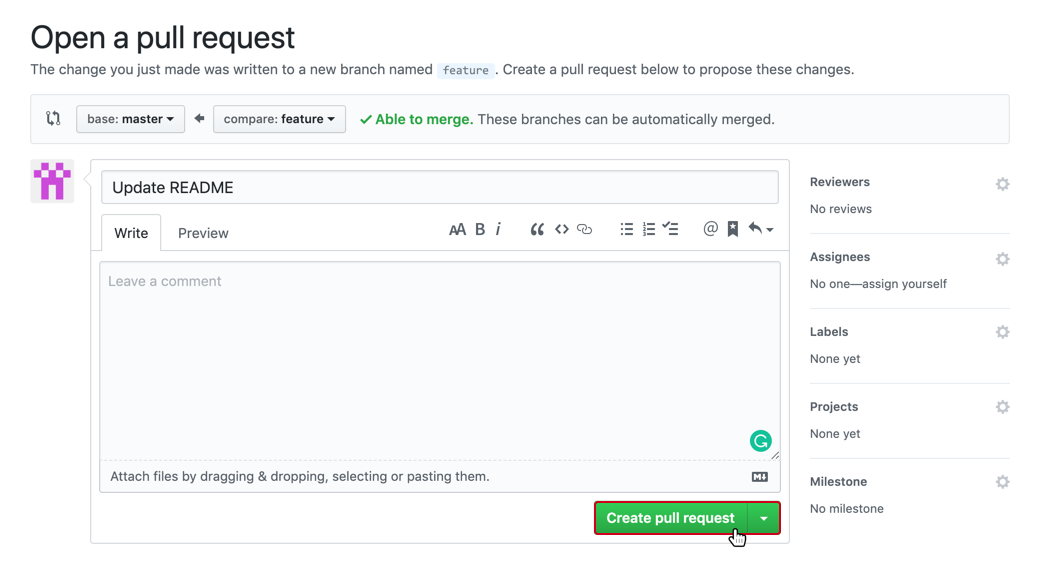 Open a pull request
The change you just made was written to a new branch named feature. Create a pull request below to propose these changes.
base: master compare: feature Able to merge. These branches can be automatically merged.
Update README
Write Preview
AA B i
Leave a comment
Attach files by dragging & dropping, selecting or pasting them.
Create pull request
Reviewers
No reviews
Assignees
No one—assign yourself
Labels
None yet
Projects
None yet
Milestone
No milestone